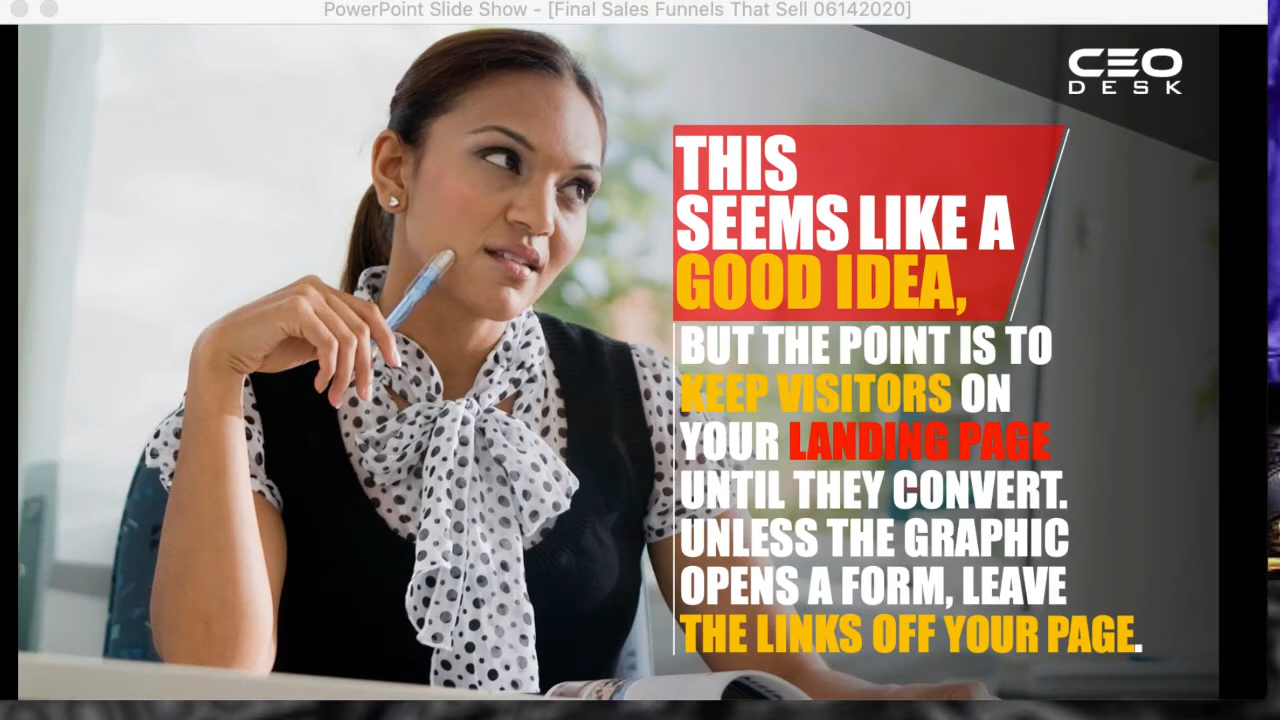 PowerPoint Slide Show - [Final Sales Funnels That Sell 06142020]
CEO
DESK
THIS
SEEMS LIKE A
GOOD IDEA,
BUT THE POINT IS TO
KEEP VISITORS ON
YOUR LANDING PAGE
UNTIL THEY CONVERT.
UNLESS THE GRAPHIC
OPENS A FORM, LEAVE
THE LINKS OFF YOUR PAGE.